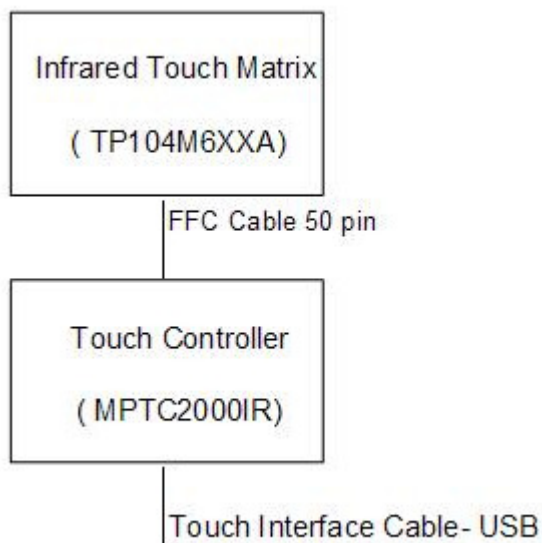 Infrared Touch Matrix
( TP104M6XXA)
FFC Cable 50 pin
Touch Controller
( MPTC2000IR)
Touch Interface Cable- USB